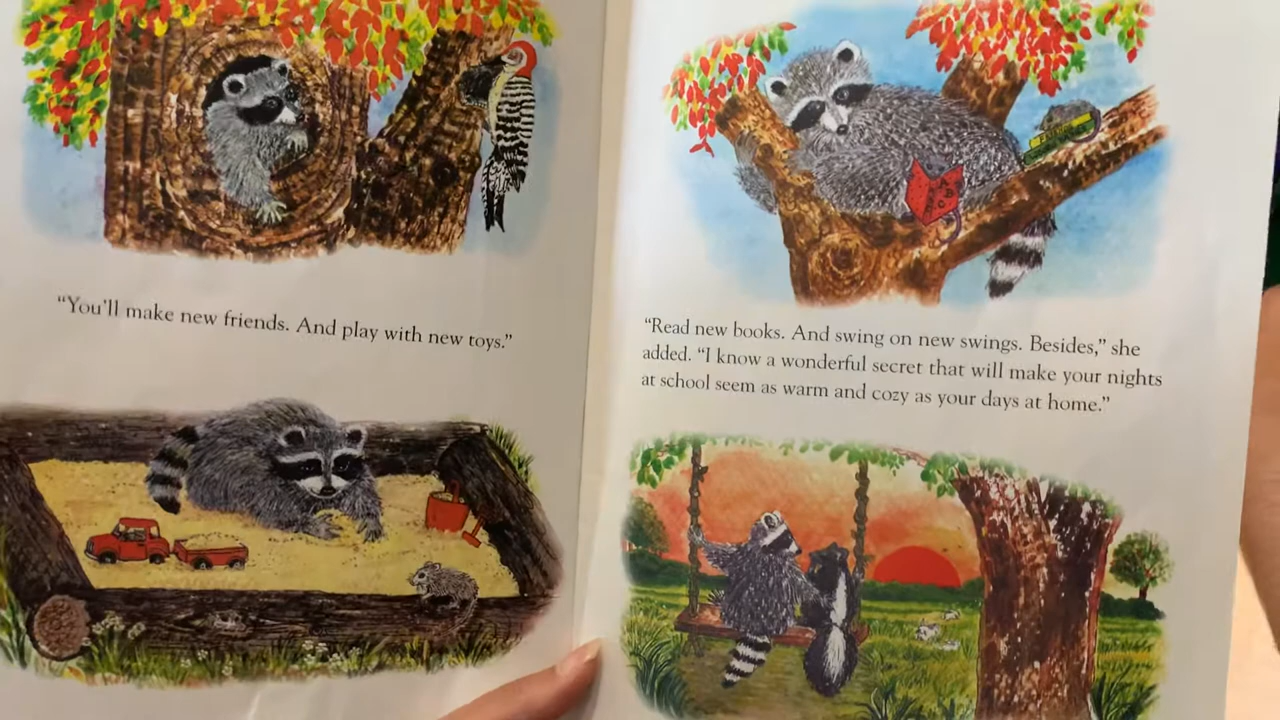 “You’ll make new friends. And play with new toys.”
“Read new books. And swing on new swings. Besides,” she
added. “I know a wonderful secret that will make your nights
at school seem as warm and cozy as your days at home.”